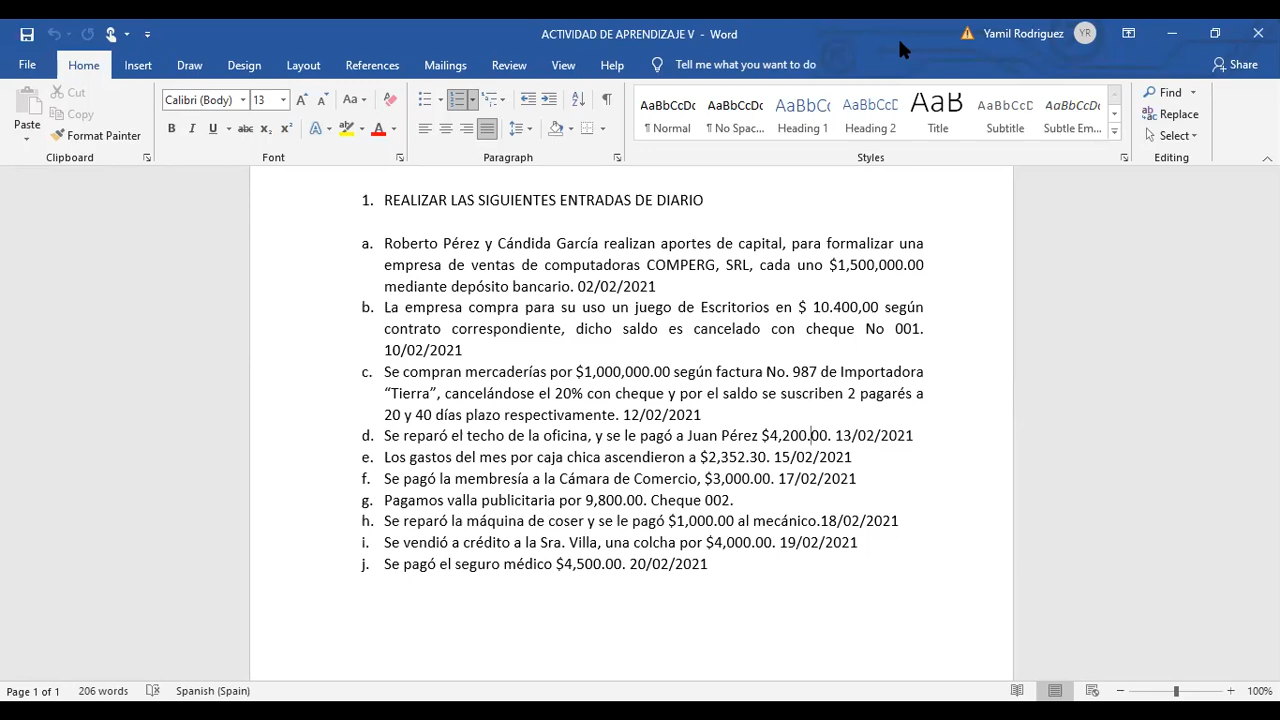 ACTIVIDAD DE APRENDIZAJE V - Word
Yamil Rodriguez YR
File Home Insert Draw Design Layout References Mailings Review View Help Tell me what you want to do Share
Paste
Cut
Copy
Format Painter
Clipboard
Calibri (Body) 13
Font
Paragraph
AaBbCcDc AaBbCcDc AaBbCc AaBbCcD AaB AaBbCcD AaBbCcDc
¶ Normal ¶ No Spac... Heading 1 Heading 2 Title Subtitle Subtle Em...
Styles
Find
Replace
Select
Editing
1. REALIZAR LAS SIGUIENTES ENTRADAS DE DIARIO
a. Roberto Pérez y Cándida García realizan aportes de capital, para formalizar una
empresa de ventas de computadoras COMPERG, SRL, cada uno $1,500,000.00
mediante depósito bancario. 02/02/2021
b. La empresa compra para su uso un juego de Escritorios en $ 10.400,00 según
contrato correspondiente, dicho saldo es cancelado con cheque No 001.
10/02/2021
c. Se compran mercaderías por $1,000,000.00 según factura No. 987 de Importadora
“Tierra”, cancelándose el 20% con cheque y por el saldo se suscriben 2 pagarés a
20 y 40 días plazo respectivamente. 12/02/2021
d. Se reparó el techo de la oficina, y se le pagó a Juan Pérez $4,200.00. 13/02/2021
e. Los gastos del mes por caja chica ascendieron a $2,352.30. 15/02/2021
f. Se pagó la membresía a la Cámara de Comercio, $3,000.00. 17/02/2021
g. Pagamos valla publicitaria por 9,800.00. Cheque 002.
h. Se reparó la máquina de coser y se le pagó $1,000.00 al mecánico.18/02/2021
i. Se vendió a crédito a la Sra. Villa, una colcha por $4,000.00. 19/02/2021
j. Se pagó el seguro médico $4,500.00. 20/02/2021
Page 1 of 1 206 words Spanish (Spain) 100%